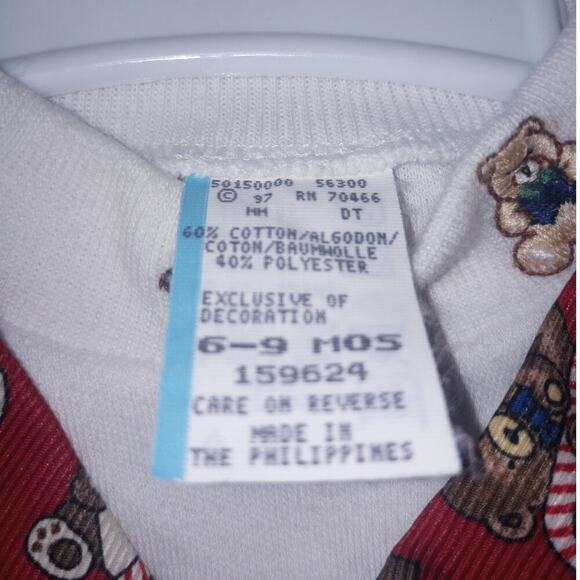 50150000 56300
© 97 RN 70466
MM DT
60% COTTON/ALGODON/
COTON/BAUMWOLLE
40% POLYESTER
EXCLUSIVE OF
DECORATION
6-9 MOS
159624
CARE ON REVERSE
MADE IN
THE PHILIPPINES